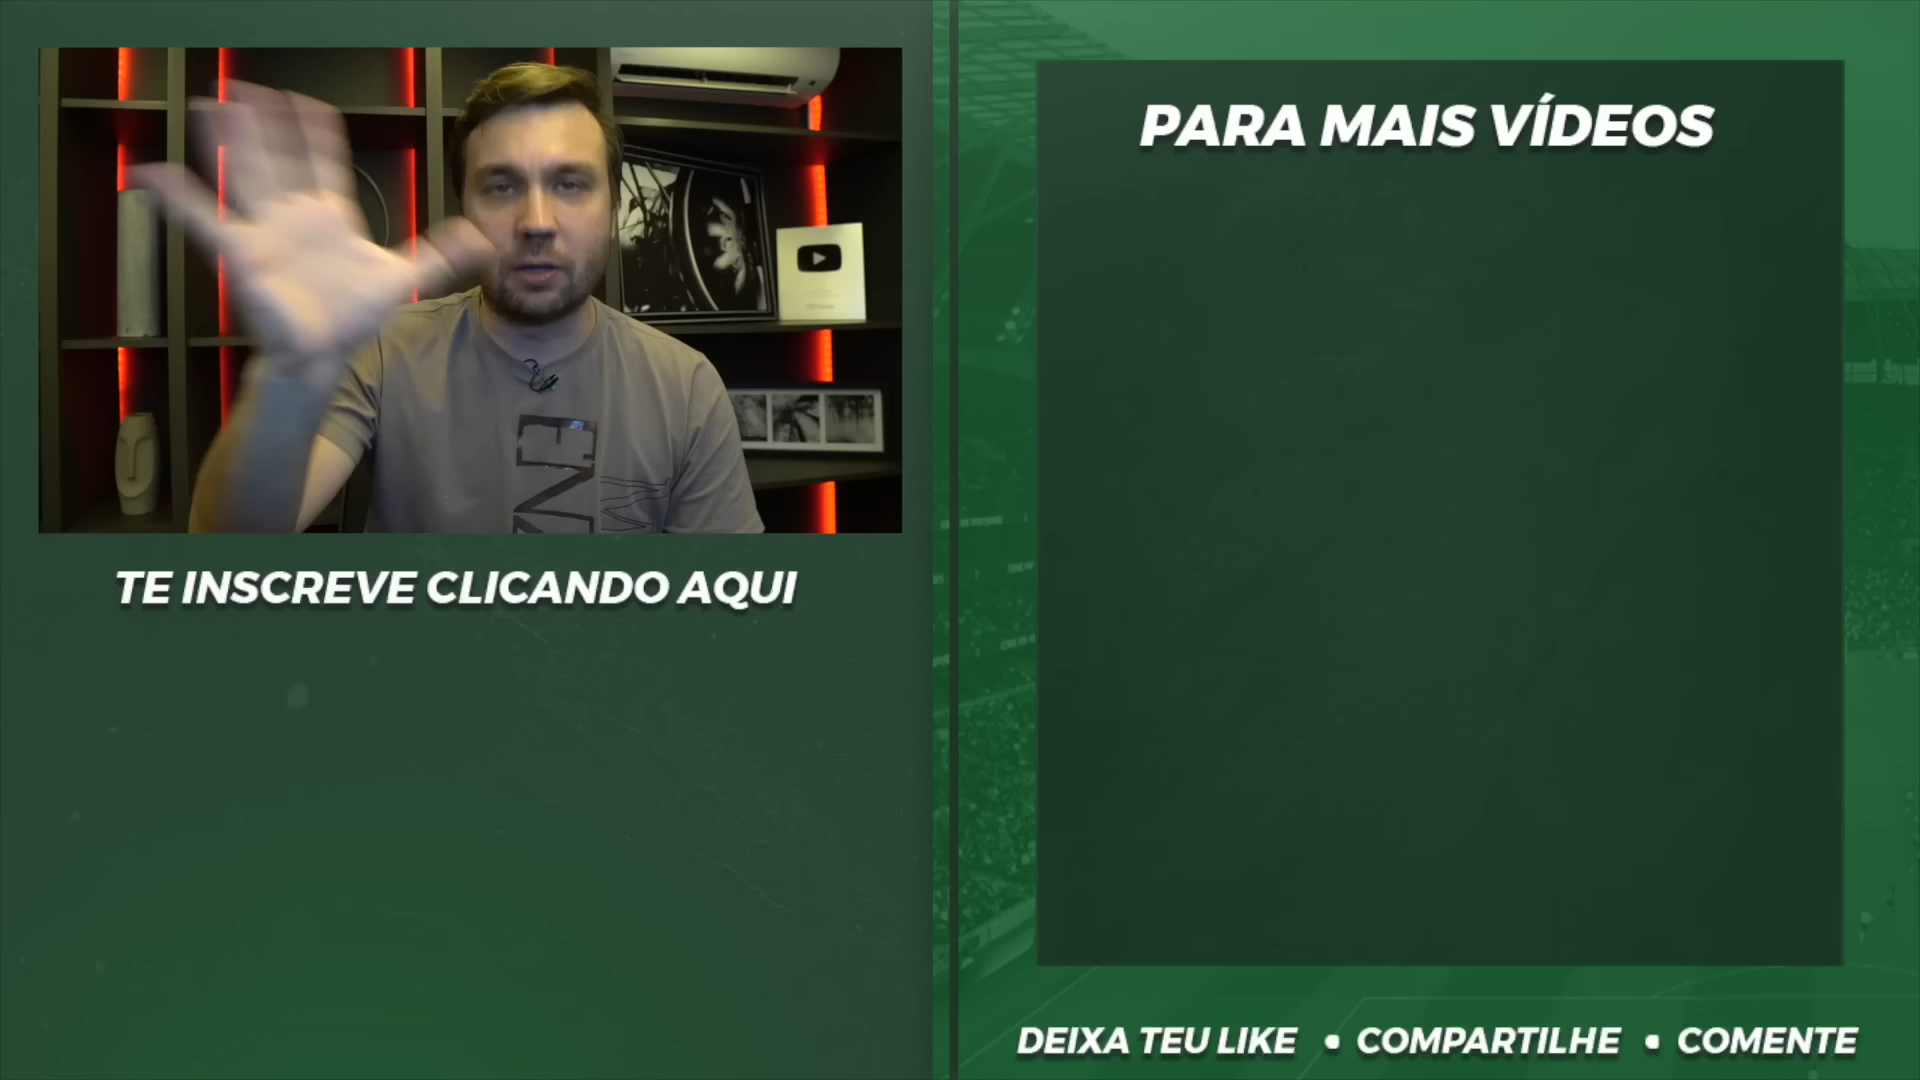 TE INSCREVE CLICANDO AQUI
PARA MAIS VÍDEOS
DEIXA TEU LIKE • COMPARTILHE • COMENTE